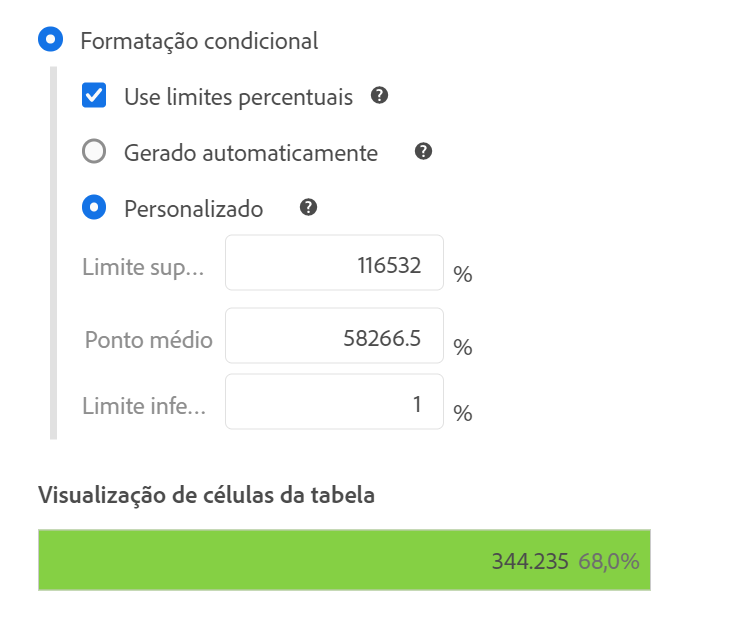 Formatação condicional
Use limites percentuais ?
Gerado automaticamente ?
Personalizado ?
Limite sup... 116532 %
Ponto médio 58266.5 %
Limite infe... 1 %
Visualização de células da tabela
344.235 68,0%